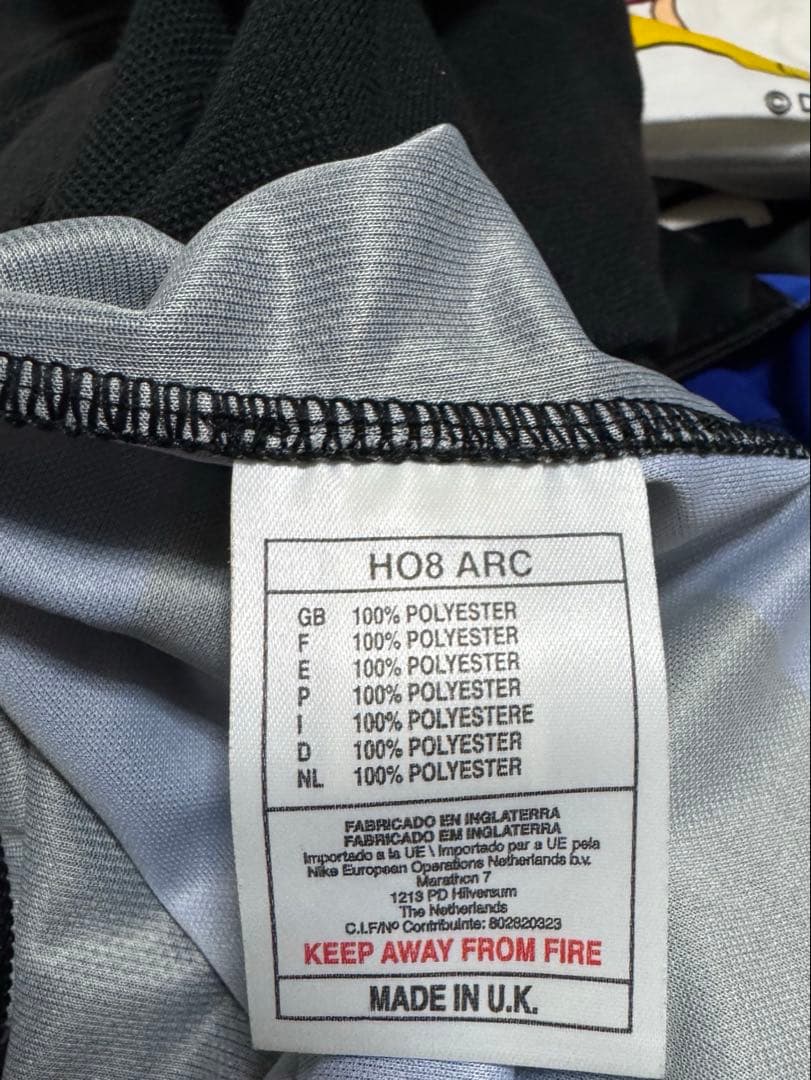 © D
HO8 ARC
GB 100% POLYESTER
F 100% POLYESTER
E 100% POLYESTER
P 100% POLYESTER
I 100% POLYESTERE
D 100% POLYESTER
NL 100% POLYESTER
FABRICADO EN INGLATERRA
FABRICADO EM INGLATERRA
Importado a la UE \ Importado par a UE pela
Nike European Operations Netherlands b.v.
Marathon 7
1213 PD Hilversum
The Netherlands
C.I.F/Nº Contribuinte: 802820323
KEEP AWAY FROM FIRE
MADE IN U.K.